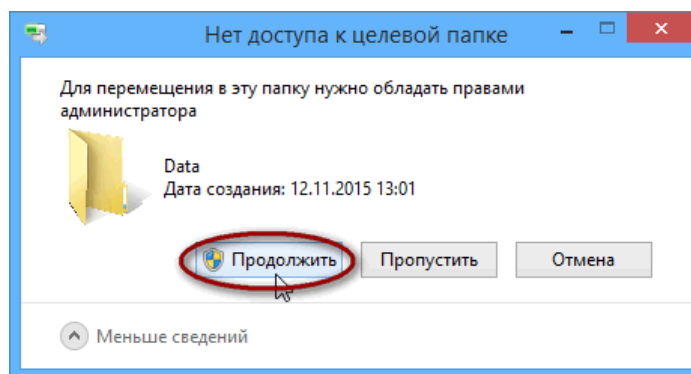 Нет доступа к целевой папке
Для перемещения в эту папку нужно обладать правами
администратора
Data
Дата создания: 12.11.2015 13:01
Продолжить Пропустить Отмена
Меньше сведений